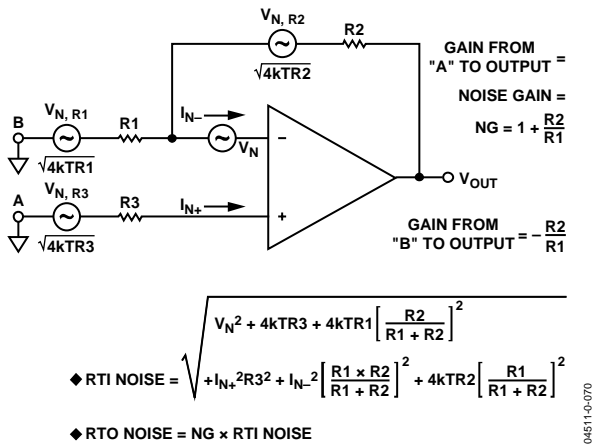 V_N, R2
R2
√4kTR2
GAIN FROM
"A" TO OUTPUT =
NOISE GAIN =
NG = 1 + R2/R1
V_N, R1
B
R1
I_N–
–
V_N
√4kTR1
V_N, R3
A
R3
I_N+
+
√4kTR3
V_OUT
GAIN FROM
"B" TO OUTPUT = – R2/R1
◆ RTI NOISE = √
V_N² + 4kTR3 + 4kTR1 [R2/R1 + R2]²
+ I_N+²R3² + I_N–² [R1 × R2/R1 + R2]² + 4kTR2 [R1/R1 + R2]²
◆ RTO NOISE = NG × RTI NOISE
04511-0-070